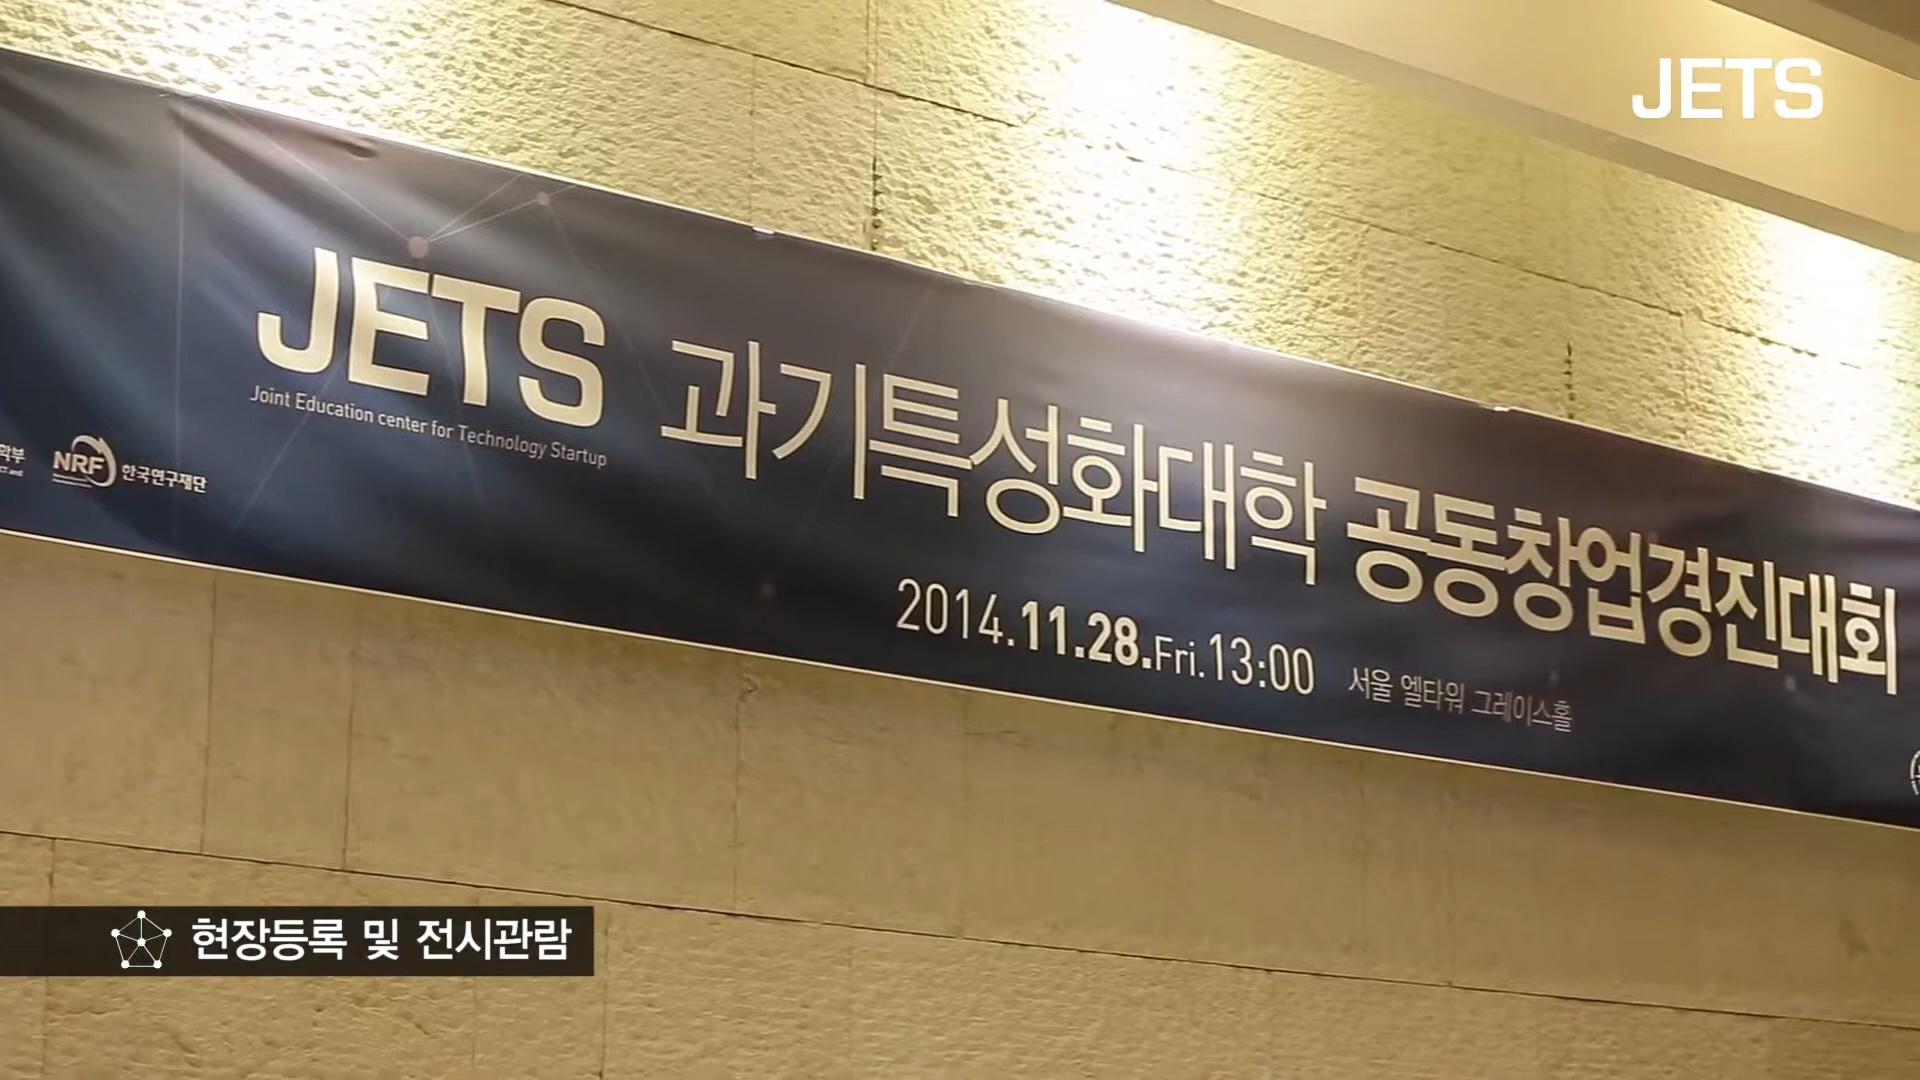 JETS
JETS 과기특성화대학 공동창업경진대회
Joint Education center for Technology Startup
NRF 한국연구재단
2014.11.28.Fri.13:00 서울 엘타워 그레이스홀
현장등록 및 전시관람